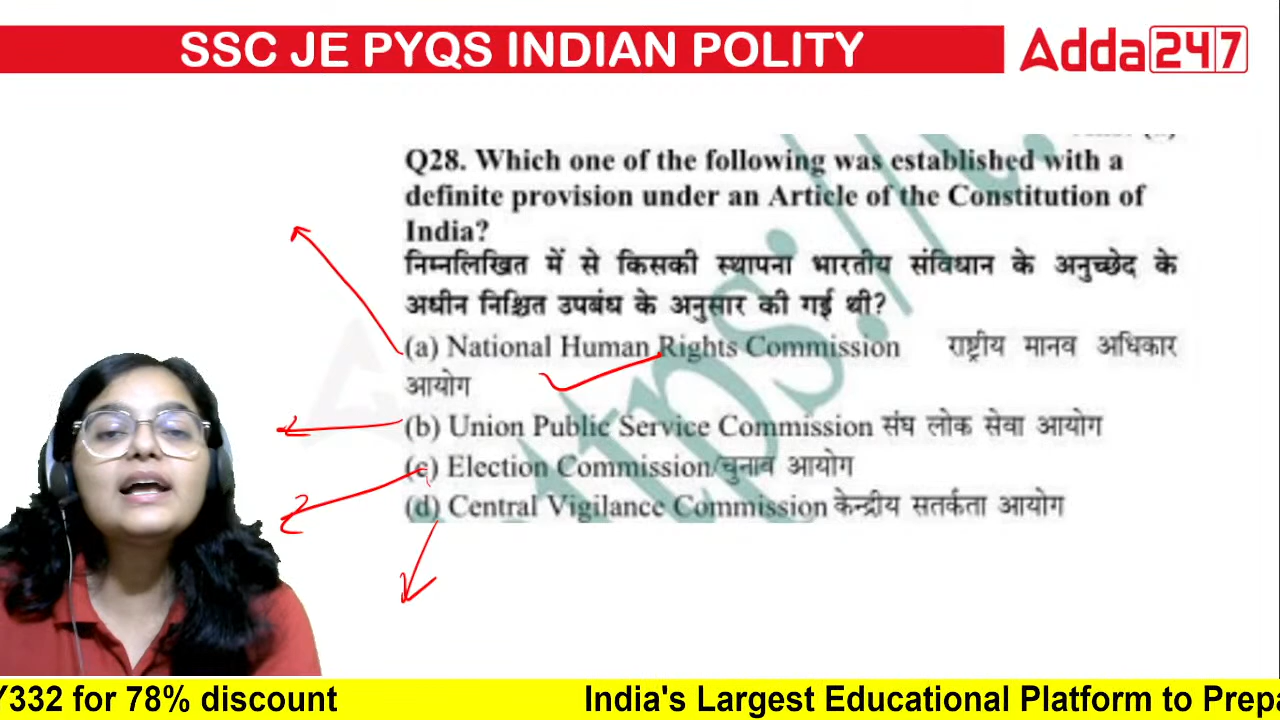 SSC JE PYQS INDIAN POLITY
Adda247
Q28. Which one of the following was established with a
definite provision under an Article of the Constitution of
India?
निम्नलिखित में से किसकी स्थापना भारतीय संविधान के अनुच्छेद के
अधीन निश्चित उपबंध के अनुसार की गई थी?
(a) National Human Rights Commission राष्ट्रीय मानव अधिकार
आयोग
(b) Union Public Service Commission संघ लोक सेवा आयोग
(c) Election Commission/चुनाव आयोग
(d) Central Vigilance Commission केन्द्रीय सतर्कता आयोग
Y332 for 78% discount India's Largest Educational Platform to Prepa